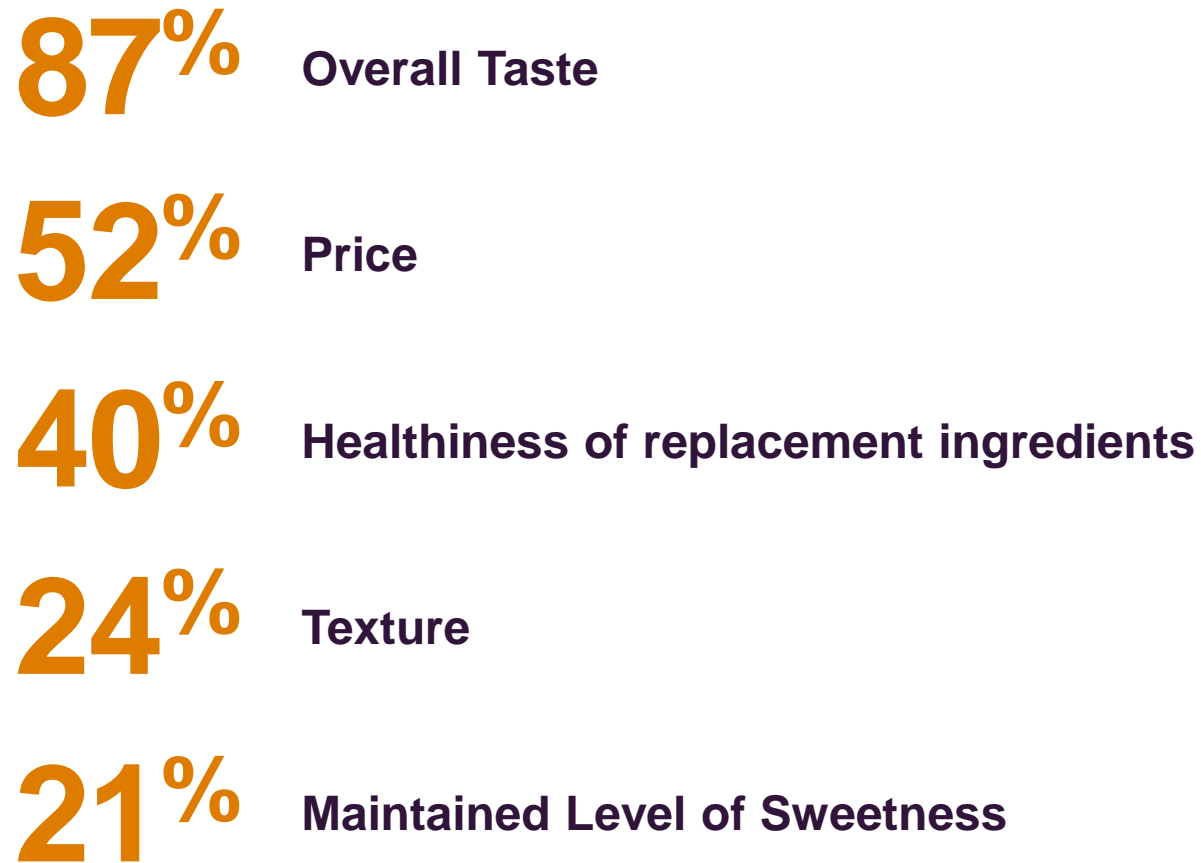 87% Overall Taste
52% Price
40% Healthiness of replacement ingredients
24% Texture
21% Maintained Level of Sweetness